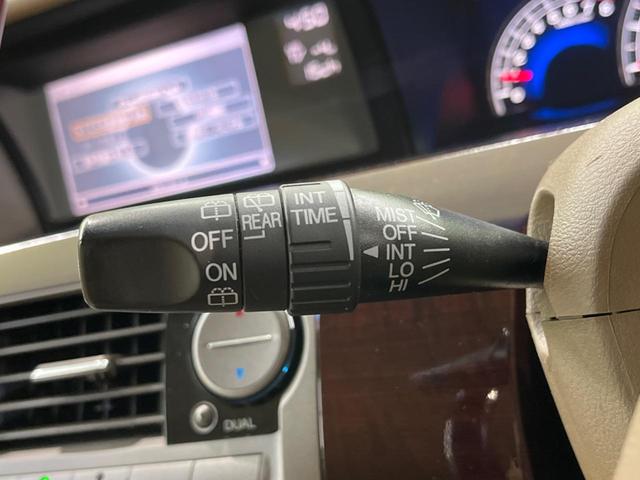 OFF
ON
REAR
INT
TIME
MIST
OFF
INT
LO
HI
DUAL